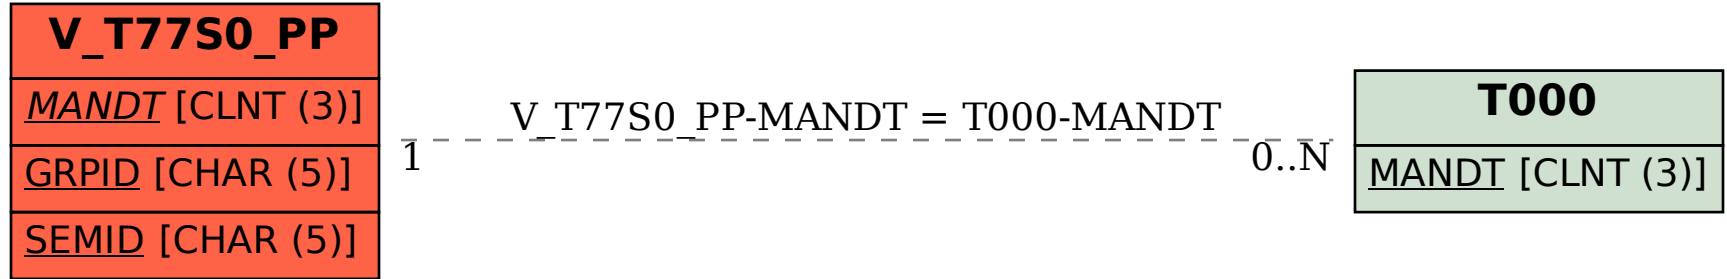 V_T77S0_PP
MANDT [CLNT (3)]
GRPID [CHAR (5)]
SEMID [CHAR (5)]
V_T77S0_PP-MANDT = T000-MANDT
1
0..N
T000
MANDT [CLNT (3)]